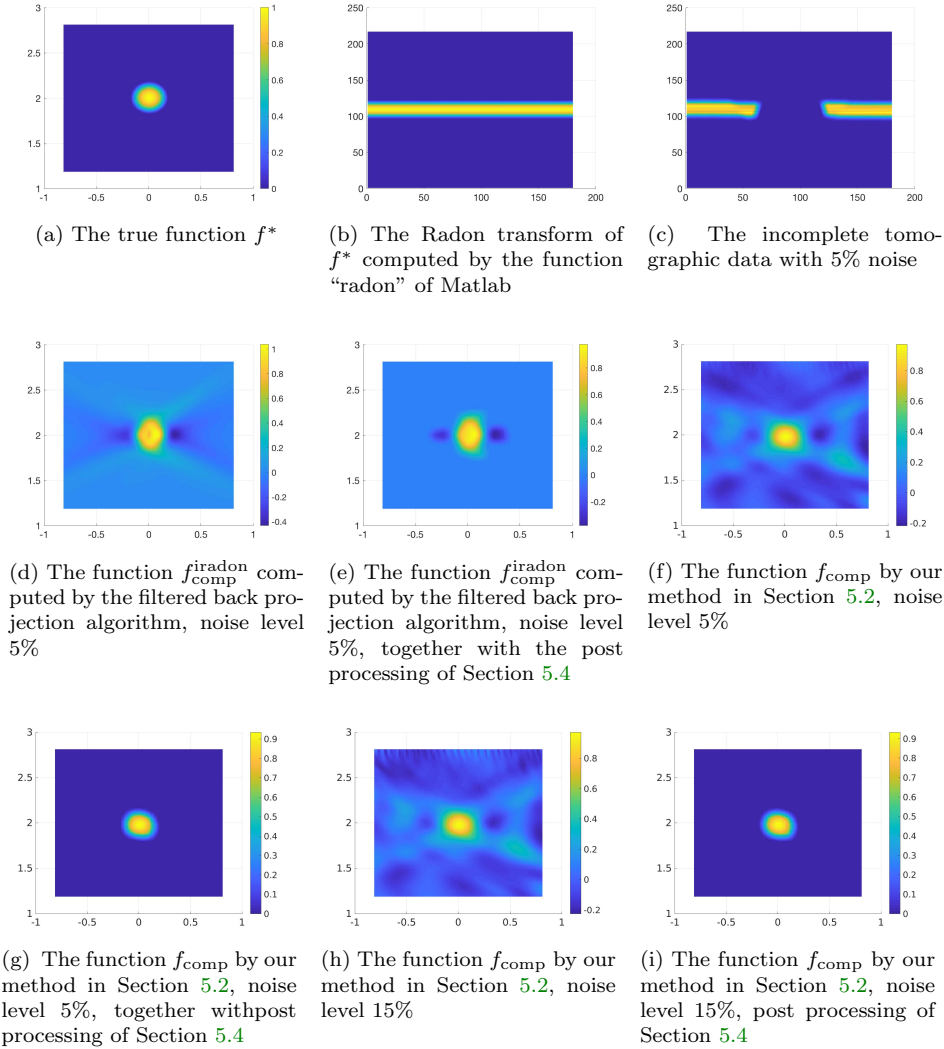 3
2.5
2
1.5
1
-1 -0.5 0 0.5 1
1
0.8
0.6
0.4
0.2
0
(a) The true function f*
250
200
150
100
50
0
0 50 100 150 200
(b) The Radon transform of
f* computed by the function
“radon” of Matlab
250
200
150
100
50
0
0 50 100 150 200
(c) The incomplete tomo-
graphic data with 5% noise
3
2.5
2
1.5
1
-1 -0.5 0 0.5 1
1
0.8
0.6
0.4
0.2
0
-0.2
-0.4
(d) The function f^iradon_comp com-
puted by the filtered back pro-
jection algorithm, noise level
5%
3
2.5
2
1.5
1
-1 -0.5 0 0.5 1
0.8
0.6
0.4
0.2
0
-0.2
(e) The function f^iradon_comp com-
puted by the filtered back pro-
jection algorithm, noise level
5%, together with the post
processing of Section 5.4
3
2.5
2
1.5
1
-1 -0.5 0 0.5 1
0.8
0.6
0.4
0.2
0
-0.2
(f) The function f_comp by our
method in Section 5.2, noise
level 5%
3
2.5
2
1.5
1
-1 -0.5 0 0.5 1
0.9
0.8
0.7
0.6
0.5
0.4
0.3
0.2
0.1
0
(g) The function f_comp by our
method in Section 5.2, noise
level 5%, together withpost
processing of Section 5.4
3
2.5
2
1.5
1
-1 -0.5 0 0.5 1
0.8
0.6
0.4
0.2
0
-0.2
(h) The function f_comp by our
method in Section 5.2, noise
level 15%
3
2.5
2
1.5
1
-1 -0.5 0 0.5 1
0.9
0.8
0.7
0.6
0.5
0.4
0.3
0.2
0.1
0
(i) The function f_comp by our
method in Section 5.2, noise
level 15%, post processing of
Section 5.4